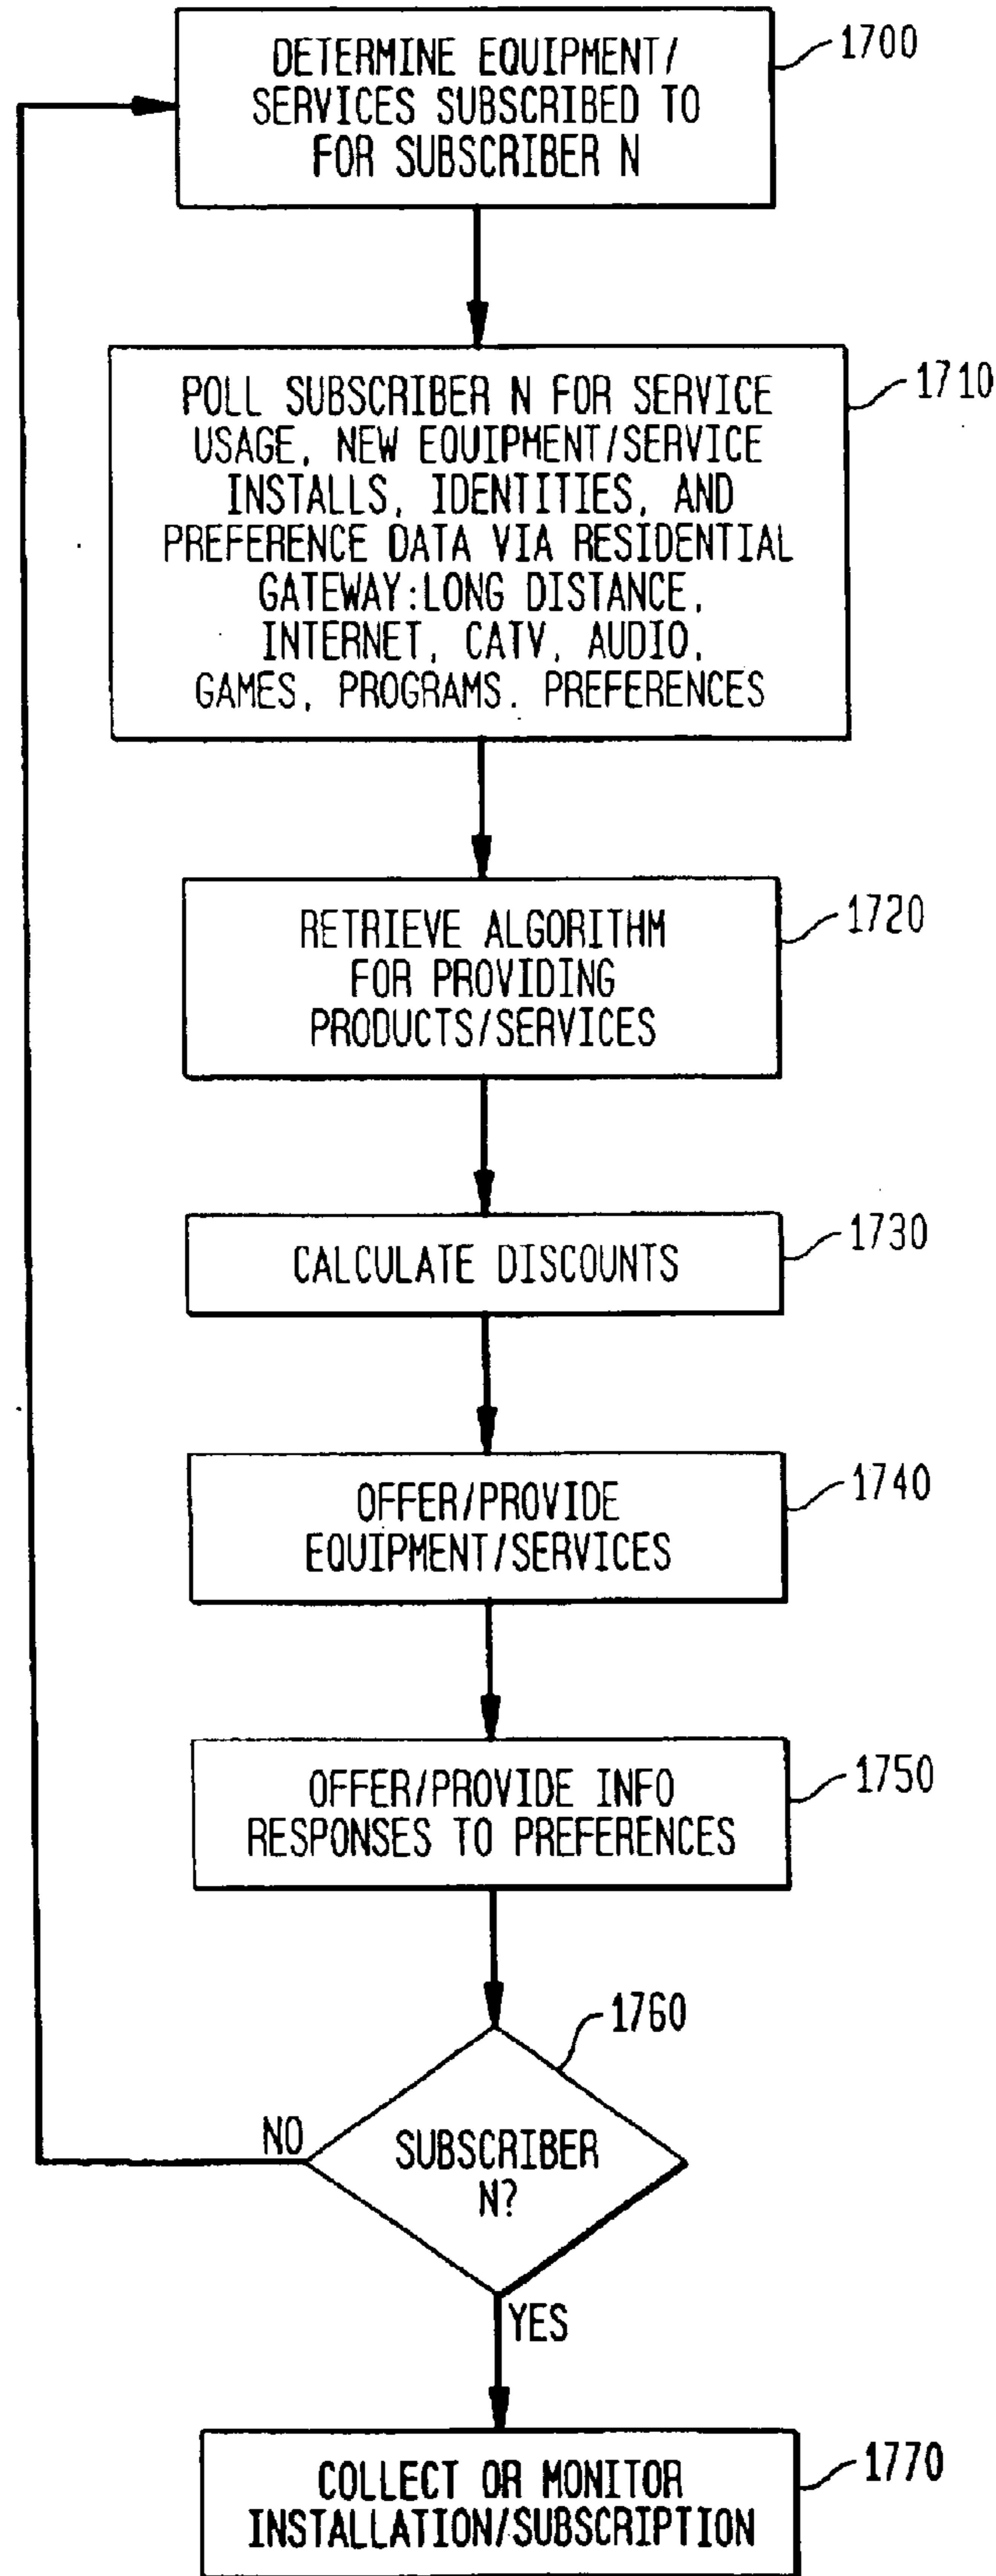 DETERMINE EQUIPMENT/
SERVICES SUBSCRIBED TO
FOR SUBSCRIBER N
1700
POLL SUBSCRIBER N FOR SERVICE
USAGE, NEW EQUIPMENT/SERVICE
INSTALLS, IDENTITIES, AND
PREFERENCE DATA VIA RESIDENTIAL
GATEWAY:LONG DISTANCE,
INTERNET, CATV, AUDIO,
GAMES, PROGRAMS. PREFERENCES
1710
RETRIEVE ALGORITHM
FOR PROVIDING
PRODUCTS/SERVICES
1720
CALCULATE DISCOUNTS
1730
OFFER/PROVIDE
EQUIPMENT/SERVICES
1740
OFFER/PROVIDE INFO
RESPONSES TO PREFERENCES
1750
1760
NO
SUBSCRIBER
N?
YES
COLLECT OR MONITOR
INSTALLATION/SUBSCRIPTION
1770